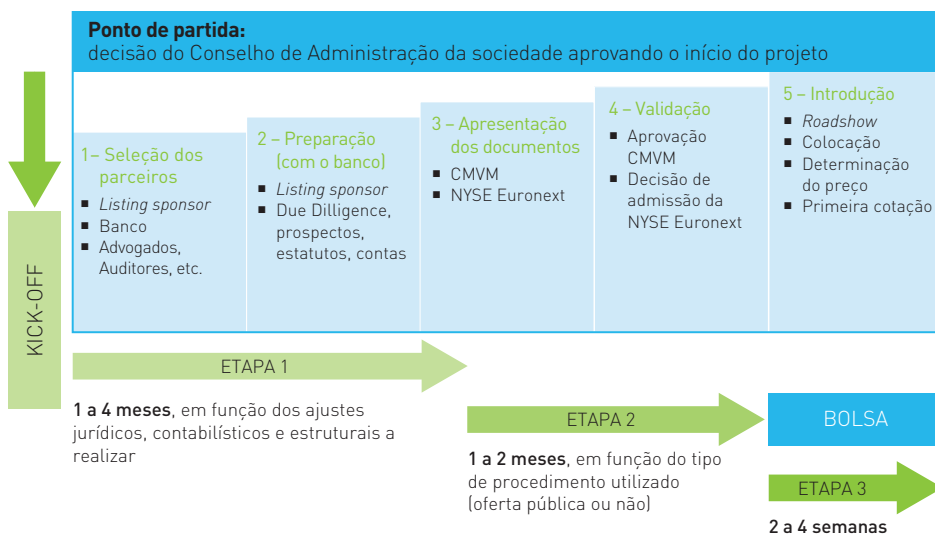 Ponto de partida:
decisão do Conselho de Administração da sociedade aprovando o início do projeto
KICK-OFF
1– Seleção dos
parceiros
■ Listing sponsor
■ Banco
■ Advogados,
Auditores, etc.
2 – Preparação
(com o banco)
■ Listing sponsor
■ Due Dilligence,
prospectos,
estatutos, contas
3 – Apresentação
dos documentos
■ CMVM
■ NYSE Euronext
4 – Validação
■ Aprovação
CMVM
■ Decisão de
admissão da
NYSE Euronext
5 – Introdução
■ Roadshow
■ Colocação
■ Determinação
do preço
■ Primeira cotação
ETAPA 1
1 a 4 meses, em função dos ajustes
jurídicos, contabilísticos e estruturais a
realizar
ETAPA 2
1 a 2 meses, em função do tipo
de procedimento utilizado
(oferta pública ou não)
BOLSA
ETAPA 3
2 a 4 semanas